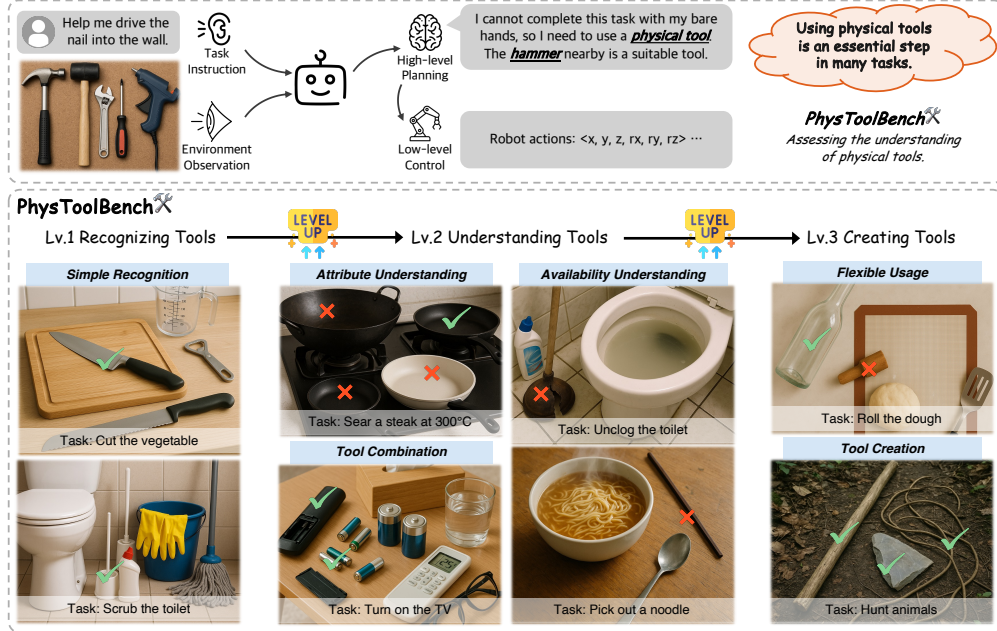 Help me drive the
nail into the wall.
Task
Instruction
Environment
Observation
High-level
Planning
Low-level
Control
I cannot complete this task with my bare
hands, so I need to use a physical tool.
The hammer nearby is a suitable tool.
Robot actions: <x, y, z, rx, ry, rz> ···
Using physical tools
is an essential step
in many tasks.
PhysToolBench
Assessing the understanding
of physical tools.
PhysToolBench
Lv.1 Recognizing Tools
LEVEL
UP
Lv.2 Understanding Tools
LEVEL
UP
Lv.3 Creating Tools
Simple Recognition
Task: Cut the vegetable
Task: Scrub the toilet
Attribute Understanding
Task: Sear a steak at 300°C
Tool Combination
Task: Turn on the TV
Availability Understanding
Task: Unclog the toilet
Task: Pick out a noodle
Flexible Usage
Task: Roll the dough
Tool Creation
Task: Hunt animals